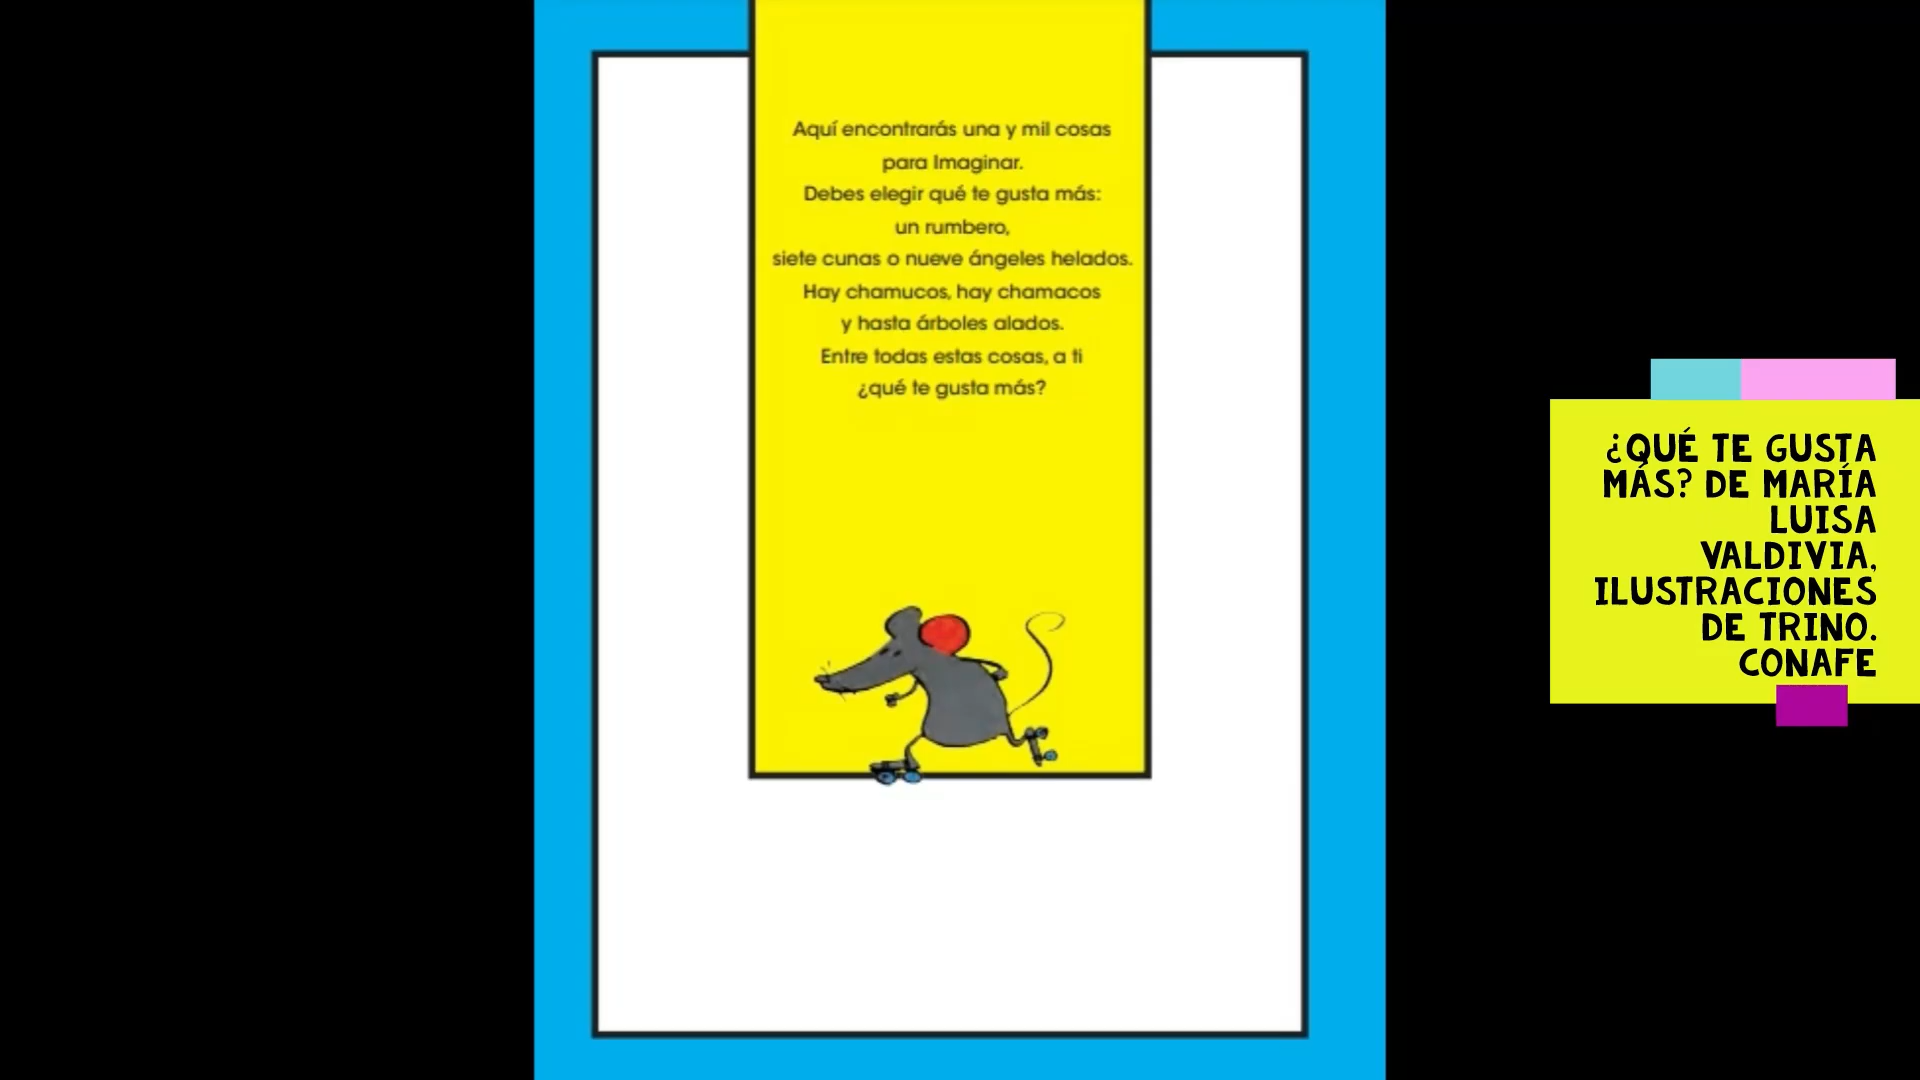 Aquí encontrarás una y mil cosas
para Imaginar.
Debes elegir qué te gusta más:
un rumbero,
siete cunas o nueve ángeles helados.
Hay chamucos, hay chamacos
y hasta árboles alados.
Entre todas estas cosas, a ti
¿qué te gusta más?
¿QUÉ TE GUSTA
MÁS? DE MARÍA
LUISA
VALDIVIA,
ILUSTRACIONES
DE TRINO.
CONAFE